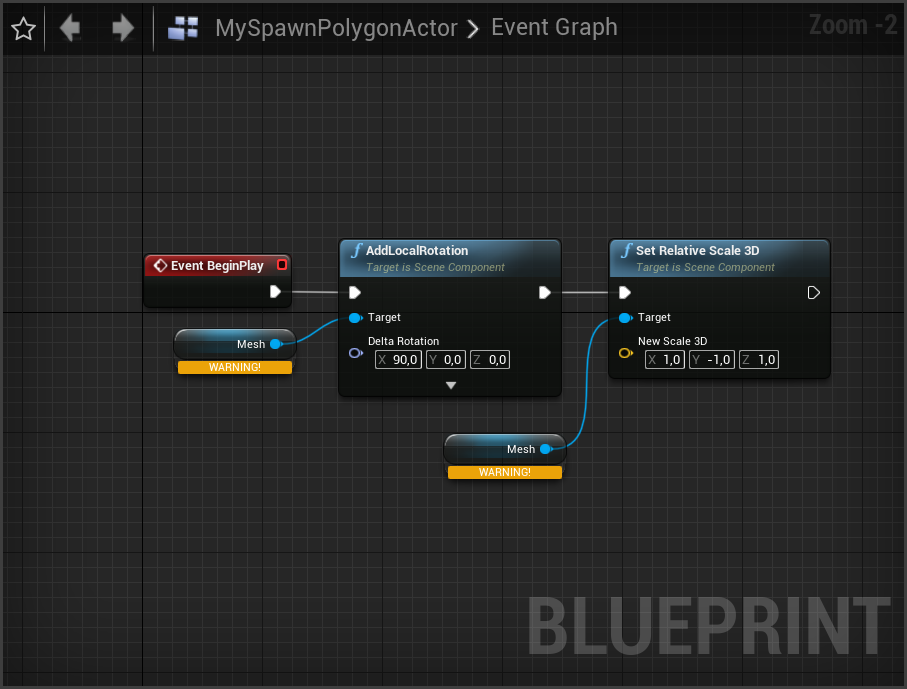 MySpawnPolygonActor > Event Graph
Zoom -2
Event BeginPlay
Mesh
WARNING!
AddLocalRotation
Target is Scene Component
Target
Delta Rotation
X 90,0 Y 0,0 Z 0,0
Mesh
WARNING!
Set Relative Scale 3D
Target is Scene Component
Target
New Scale 3D
X 1,0 Y -1,0 Z 1,0
BLUEPRINT